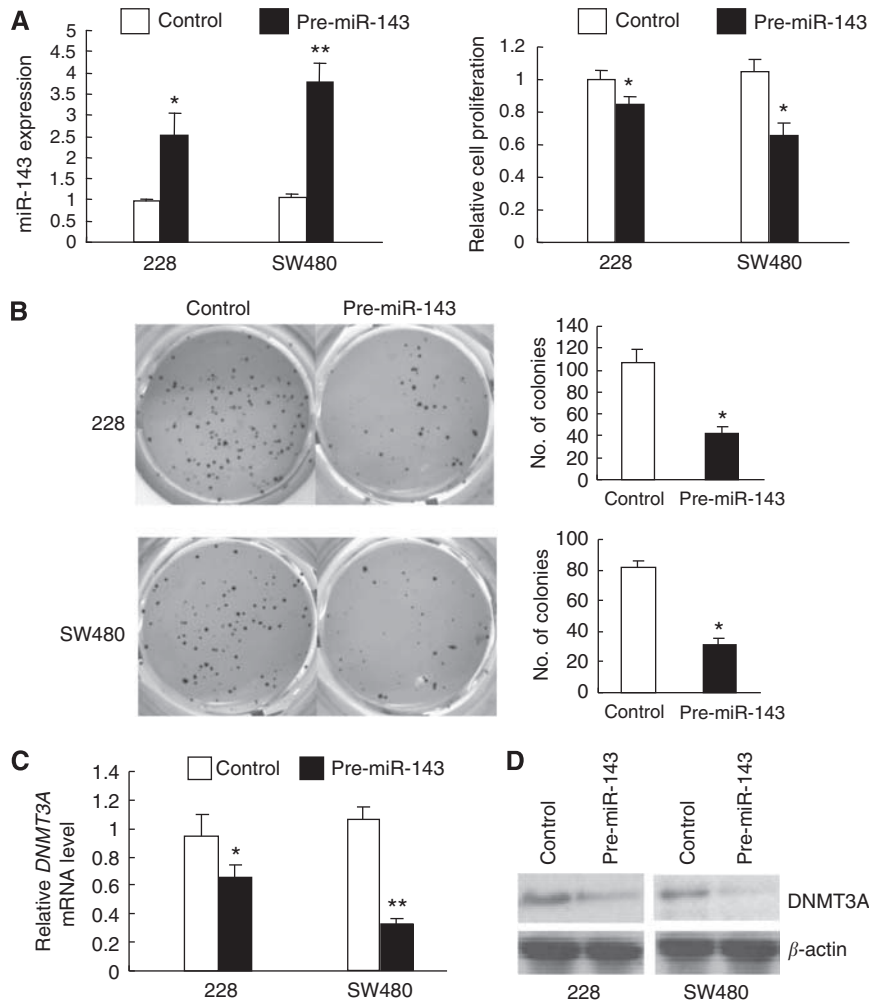 A
Control Pre-miR-143
miR-143 expression
5
4.5
4
3.5
3
2.5
2
1.5
1
0.5
0
*
**
228 SW480
Control Pre-miR-143
Relative cell proliferation
1.2
1
0.8
0.6
0.4
0.2
0
*
*
228 SW480
B
Control Pre-miR-143
228
No. of colonies
140
120
100
80
60
40
20
0
*
Control Pre-miR-143
SW480
No. of colonies
100
80
60
40
20
0
*
Control Pre-miR-143
C
Control Pre-miR-143
Relative DNMT3A
mRNA level
1.4
1.2
1
0.8
0.6
0.4
0.2
0
*
**
228 SW480
D
Control
Pre-miR-143
Control
Pre-miR-143
DNMT3A
β-actin
228 SW480